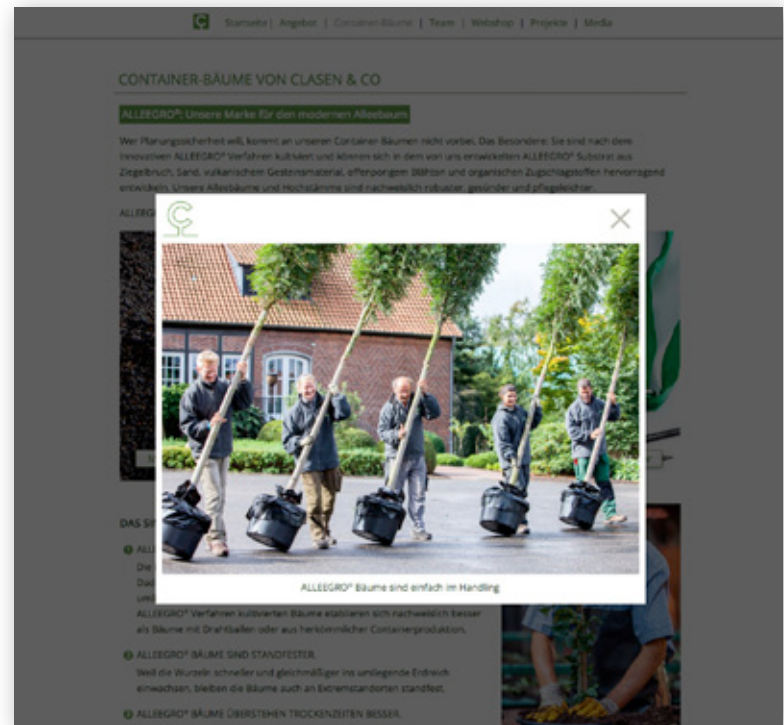 Startseite | Angebot | Container-Bäume | Team | Webshop | Projekte | Media
CONTAINER-BÄUME VON CLASEN & CO
ALLEEGRO®: Unsere Marke für den modernen Alleebaum
Wer Planungssicherheit will, kommt an unseren Container-Bäumen nicht vorbei. Das Besondere: Sie sind nach dem
innovativen ALLEEGRO® Verfahren kultiviert und können sich in dem von uns entwickelten ALLEEGRO® Substrat aus
Ziegelbruch, Sand, vulkanischem Gesteinsmaterial, offenporigem Blähton und organischen Zugschlagstoffen hervorragend
entwickeln. Unsere Alleebäume und Hochstämme sind nachweislich robuster, gesünder und pflegeleichter.
ALLEEGRO® Bäume sind einfach im Handling
DAS
Die
ALLEEGRO® Verfahren kultivierten Bäume etablieren sich nachweislich besser
als Bäume mit Drahtballen oder aus herkömmlicher Containerproduktion.
2 ALLEEGRO® BÄUME SIND STANDFESTER.
Weil die Wurzeln schneller und gleichmäßiger ins umliegende Erdreich
einwachsen, bleiben die Bäume auch an Extremstandorten standfest.
3 ALLEEGRO® BÄUME ÜBERSTEHEN TROCKENZEITEN BESSER.